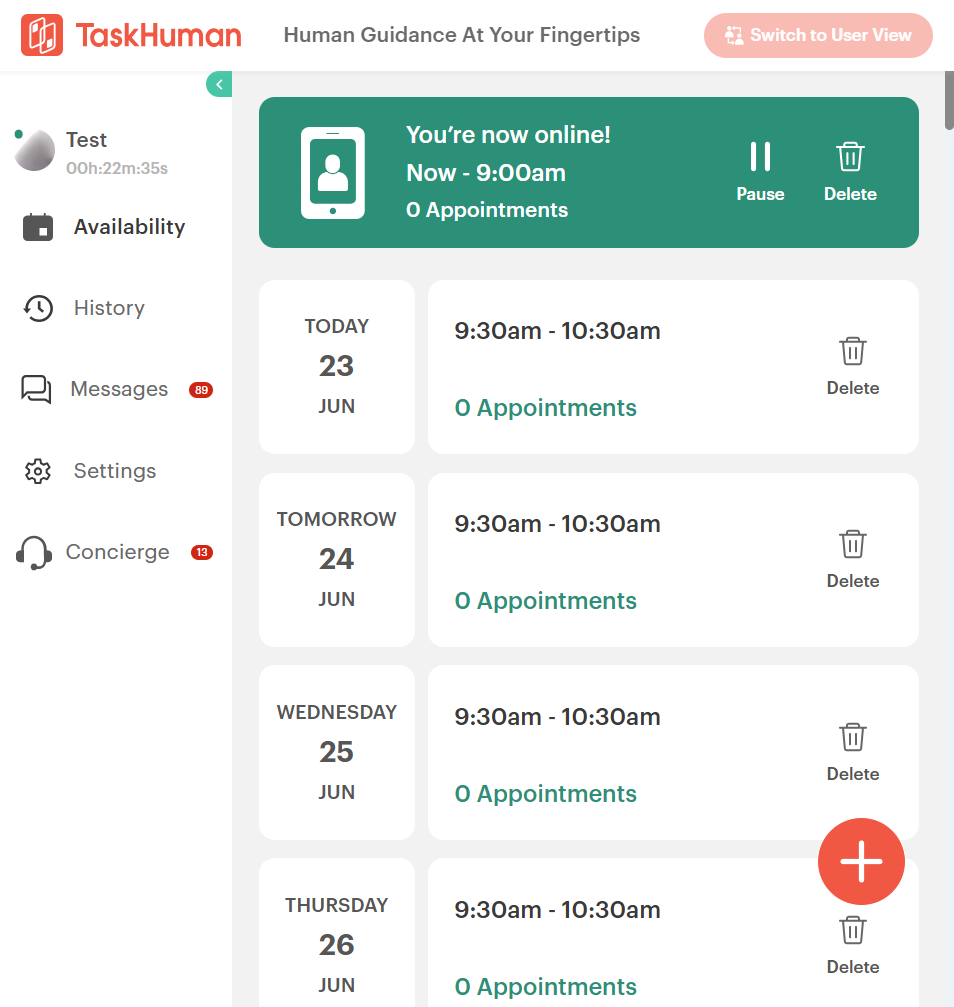 TaskHuman
Human Guidance At Your Fingertips
Switch to User View
Test
00h:22m:35s
Availability
History
Messages 89
Settings
Concierge 13
You’re now online!
Now - 9:00am
0 Appointments
Pause
Delete
TODAY
23
JUN
9:30am - 10:30am
0 Appointments
Delete
TOMORROW
24
JUN
9:30am - 10:30am
0 Appointments
Delete
WEDNESDAY
25
JUN
9:30am - 10:30am
0 Appointments
Delete
THURSDAY
26
JUN
9:30am - 10:30am
0 Appointments
Delete